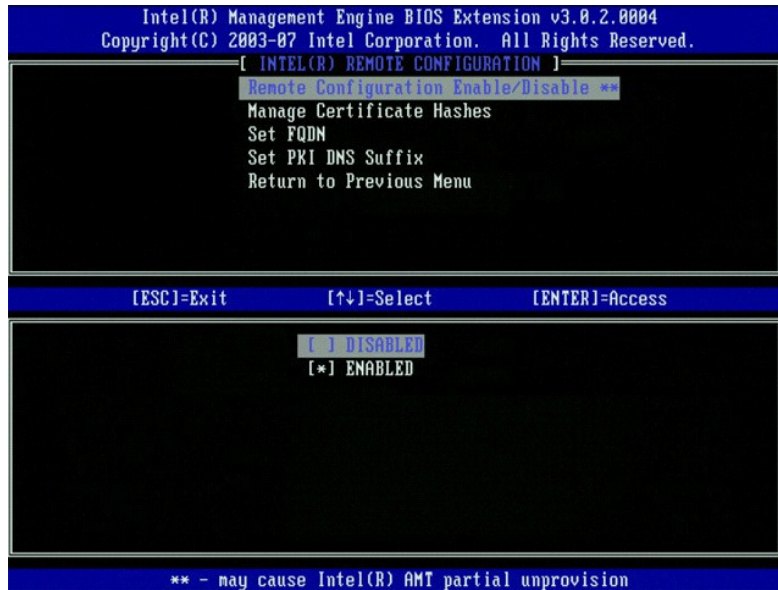 Intel(R) Management Engine BIOS Extension v3.0.2.0004
Copyright(C) 2003-07 Intel Corporation. All Rights Reserved.
[ INTEL(R) REMOTE CONFIGURATION ]
Remote Configuration Enable/Disable **
Manage Certificate Hashes
Set FQDN
Set PKI DNS Suffix
Return to Previous Menu
[ESC]=Exit [↑↓]=Select [ENTER]=Access
[ ] DISABLED
[*] ENABLED
** - may cause Intel(R) AMT partial unprovision